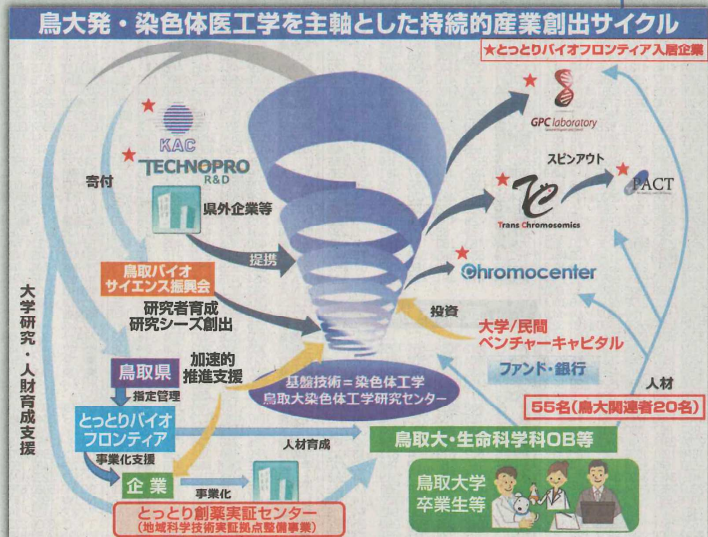 鳥大発・染色体医工学を主軸とした持続的産業創出サイクル
★とっとりバイオフロンティア入居企業
KAC
TECHNOPRO
R&D
県外企業等
寄付
提携
鳥取バイオ
サイエンス振興会
研究者育成
研究シーズ創出
大学研究・人財育成支援
鳥取県
指定管理
加速的
推進支援
とっとりバイオ
フロンティア
事業化支援
企業
事業化
人材育成
とっとり創薬実証センター
(地域科学技術実証拠点整備事業)
基盤技術=染色体工学
鳥取大染色体工学研究センター
GPC laboratory
スピンアウト
Trans Chromosomics
PACT
Chromocenter
投資
大学/民間
ベンチャーキャピタル
ファンド・銀行
人材
55名(鳥大関連者20名)
鳥取大・生命科学科OB等
鳥取大学
卒業生等